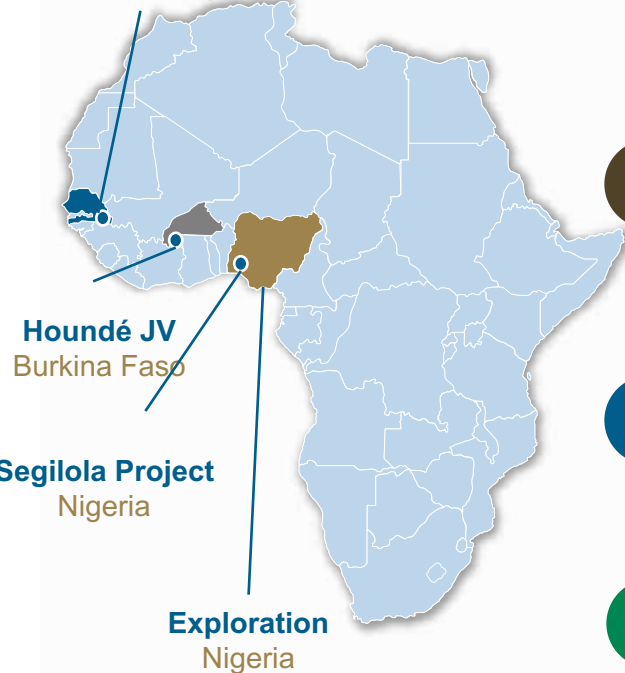 Houndé JV
Burkina Faso
Segilola Project
Nigeria
Exploration
Nigeria